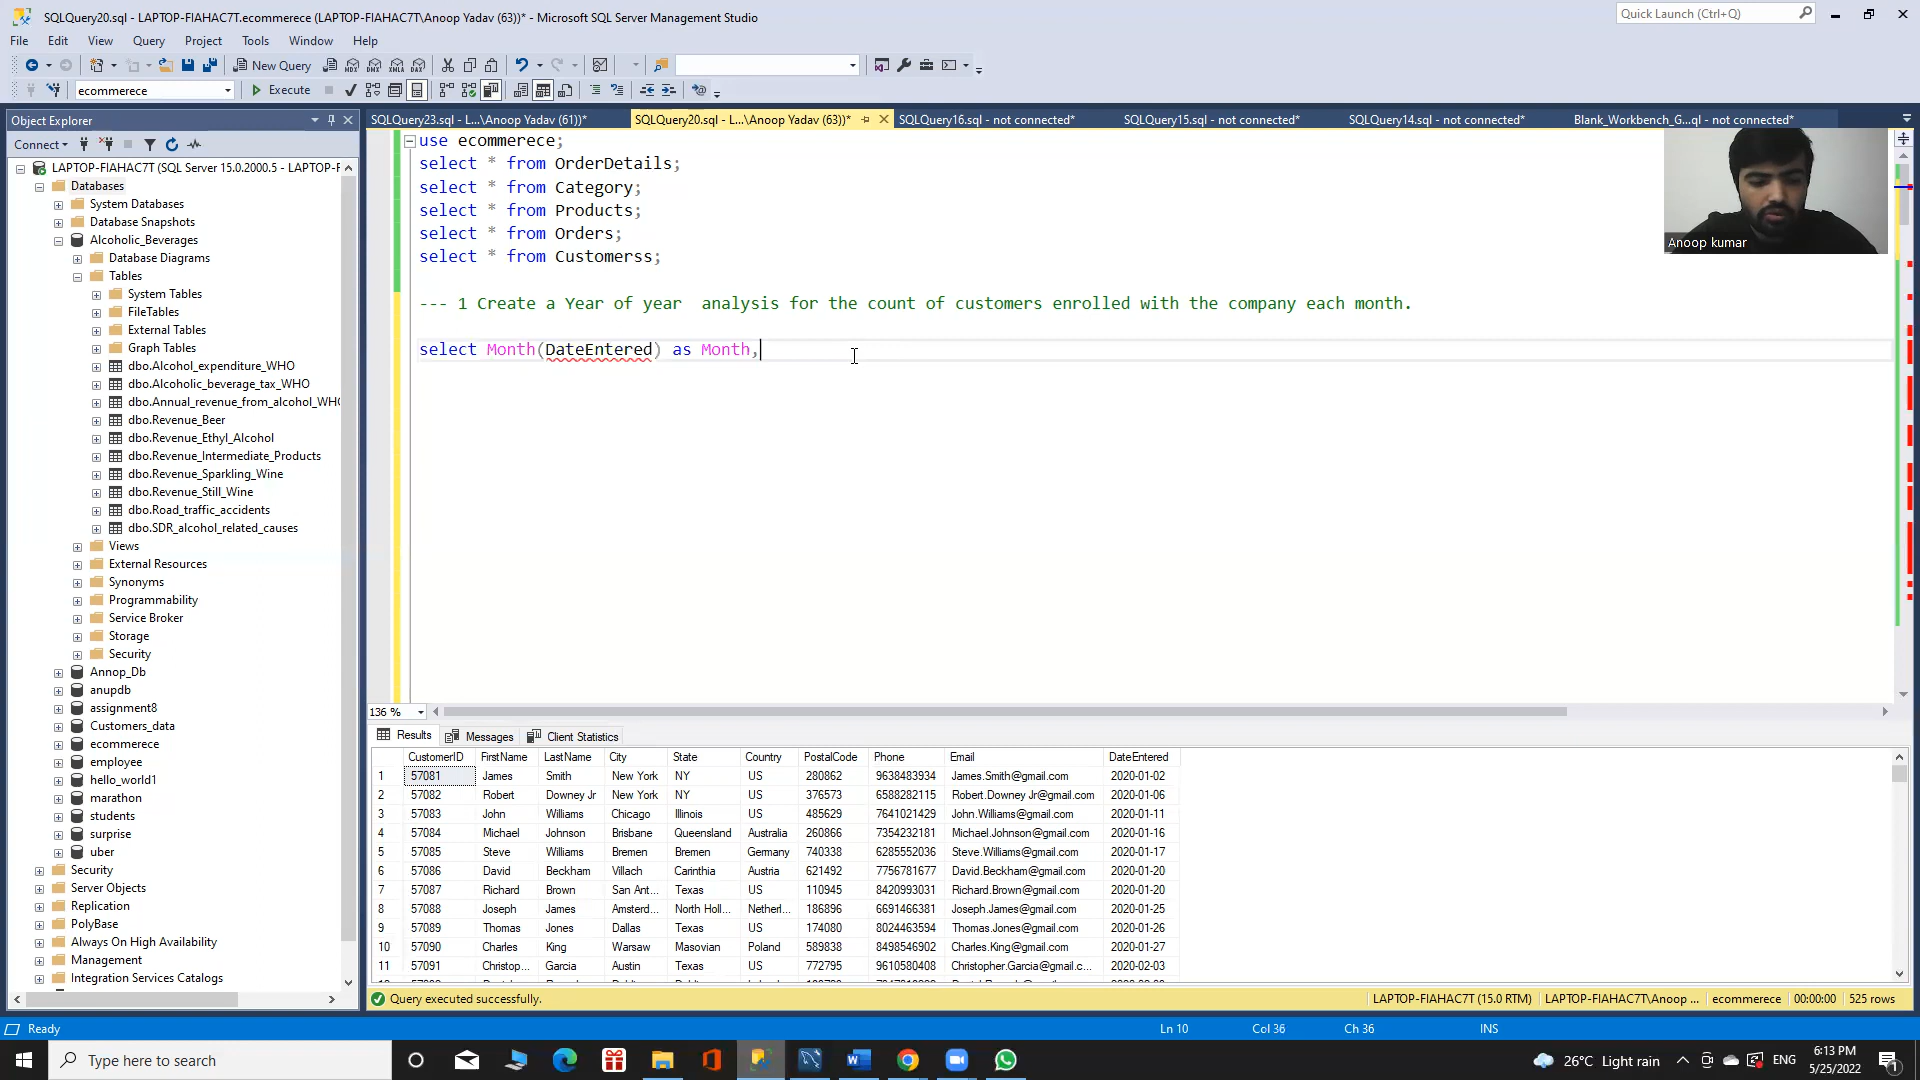 SQLQuery20.sql - LAPTOP-FIAHAC7T.ecommerece (LAPTOP-FIAHAC7T\Anoop Yadav (63))* - Microsoft SQL Server Management Studio
Quick Launch (Ctrl+Q)
File Edit View Query Project Tools Window Help
New Query
ecommerece Execute
Object Explorer
SQLQuery23.sql - L...\Anoop Yadav (61))* SQLQuery20.sql - L...\Anoop Yadav (63))* SQLQuery16.sql - not connected* SQLQuery15.sql - not connected* SQLQuery14.sql - not connected* Blank_Workbench_G...ql - not connected*
Connect
LAPTOP-FIAHAC7T (SQL Server 15.0.2000.5 - LAPTOP-F
Databases
System Databases
Database Snapshots
Alcoholic_Beverages
Database Diagrams
Tables
System Tables
FileTables
External Tables
Graph Tables
dbo.Alcohol_expenditure_WHO
dbo.Alcoholic_beverage_tax_WHO
dbo.Annual_revenue_from_alcohol_WHO
dbo.Revenue_Beer
dbo.Revenue_Ethyl_Alcohol
dbo.Revenue_Intermediate_Products
dbo.Revenue_Sparkling_Wine
dbo.Revenue_Still_Wine
dbo.Road_traffic_accidents
dbo.SDR_alcohol_related_causes
Views
External Resources
Synonyms
Programmability
Service Broker
Storage
Security
Annop_Db
anupdb
assignment8
Customers_data
ecommerece
employee
hello_world1
marathon
students
surprise
uber
Security
Server Objects
Replication
PolyBase
Always On High Availability
Management
Integration Services Catalogs
use ecommerece;
select * from OrderDetails;
select * from Category;
select * from Products;
select * from Orders;
select * from Customerss;
--- 1 Create a Year of year  analysis for the count of customers enrolled with the company each month.
select Month(DateEntered) as Month,
Anoop kumar
136 %
Results Messages Client Statistics
CustomerID FirstName LastName City State Country PostalCode Phone Email DateEntered
1 57081 James Smith New York NY US 280862 9638483934 James.Smith@gmail.com 2020-01-02
2 57082 Robert Downey Jr New York NY US 376573 6588282115 Robert.Downey Jr@gmail.com 2020-01-06
3 57083 John Williams Chicago Illinois US 485629 7641021429 John.Williams@gmail.com 2020-01-11
4 57084 Michael Johnson Brisbane Queensland Australia 260866 7354232181 Michael.Johnson@gmail.com 2020-01-16
5 57085 Steve Williams Bremen Bremen Germany 740338 6285552036 Steve.Williams@gmail.com 2020-01-17
6 57086 David Beckham Villach Carinthia Austria 621492 7756781677 David.Beckham@gmail.com 2020-01-20
7 57087 Richard Brown San Ant... Texas US 110945 8420993031 Richard.Brown@gmail.com 2020-01-20
8 57088 Joseph James Amsterd... North Holl... Netherl... 186896 6691466381 Joseph.James@gmail.com 2020-01-25
9 57089 Thomas Jones Dallas Texas US 174080 8024463594 Thomas.Jones@gmail.com 2020-01-26
10 57090 Charles King Warsaw Masovian Poland 589838 8498546902 Charles.King@gmail.com 2020-01-27
11 57091 Christop... Garcia Austin Texas US 772795 9610580408 Christopher.Garcia@gmail.c... 2020-02-03
Query executed successfully. LAPTOP-FIAHAC7T (15.0 RTM) LAPTOP-FIAHAC7T\Anoop ... ecommerece 00:00:00 525 rows
Ready Ln 10 Col 36 Ch 36 INS
Type here to search 26°C Light rain ENG 6:13 PM
5/25/2022